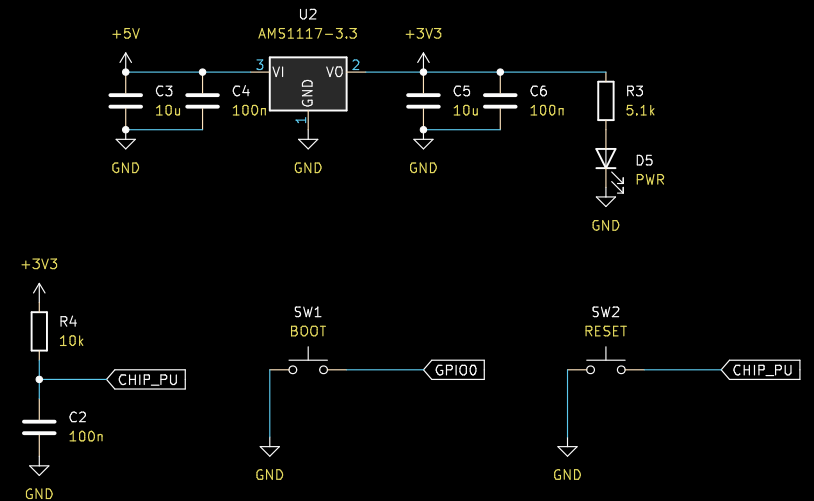 U2
AMS1117-3.3
+5V
+3V3
3
VI
VO
2
GND
1
C3
10u
C4
100n
C5
10u
C6
100n
R3
5.1k
GND
GND
GND
D5
PWR
GND
+3V3
R4
10k
CHIP_PU
C2
100n
GND
SW1
BOOT
GPIO0
GND
SW2
RESET
CHIP_PU
GND